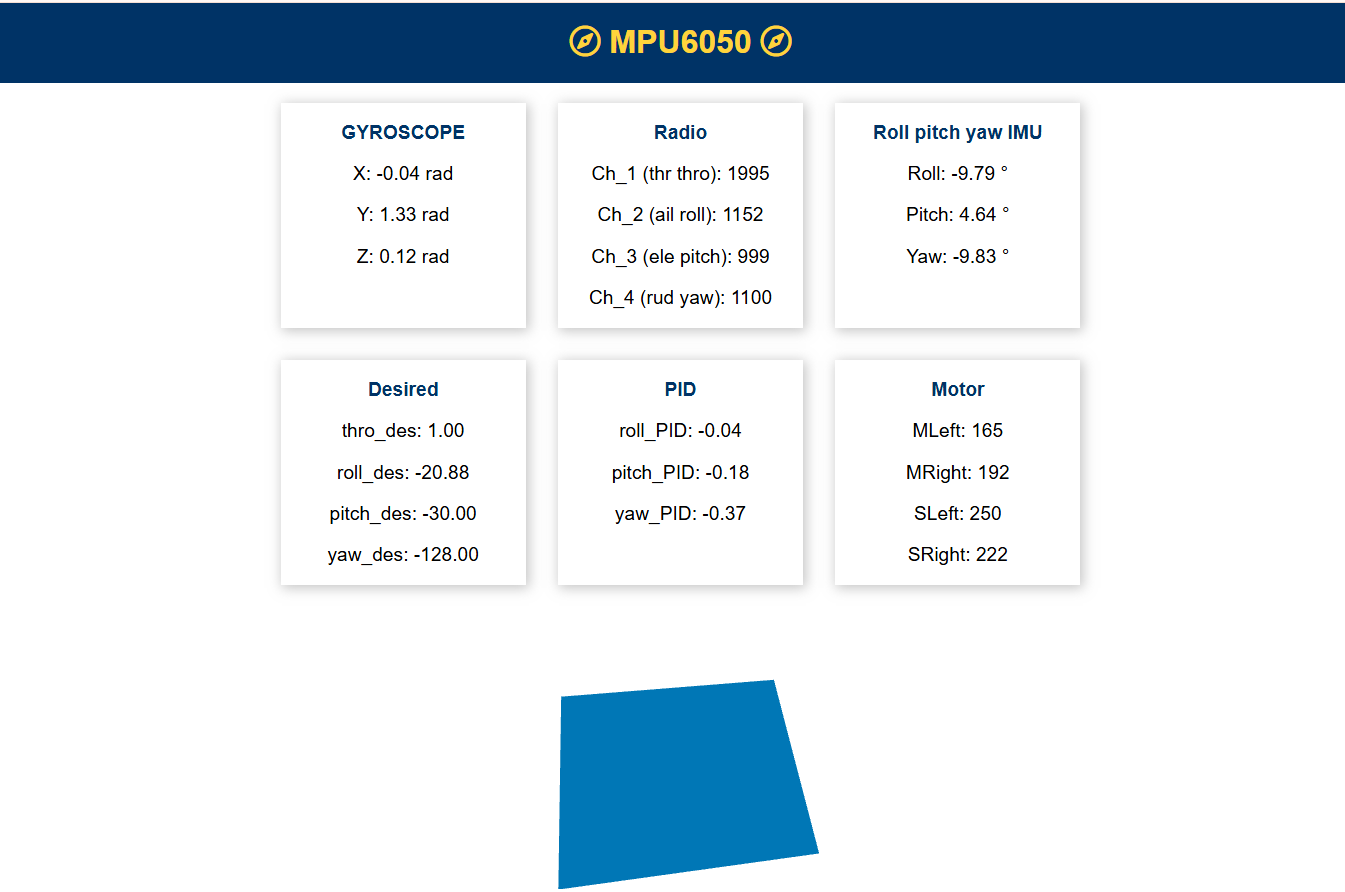 MPU6050
GYROSCOPE
X: -0.04 rad
Y: 1.33 rad
Z: 0.12 rad
Radio
Ch_1 (thr thro): 1995
Ch_2 (ail roll): 1152
Ch_3 (ele pitch): 999
Ch_4 (rud yaw): 1100
Roll pitch yaw IMU
Roll: -9.79 °
Pitch: 4.64 °
Yaw: -9.83 °
Desired
thro_des: 1.00
roll_des: -20.88
pitch_des: -30.00
yaw_des: -128.00
PID
roll_PID: -0.04
pitch_PID: -0.18
yaw_PID: -0.37
Motor
MLeft: 165
MRight: 192
SLeft: 250
SRight: 222